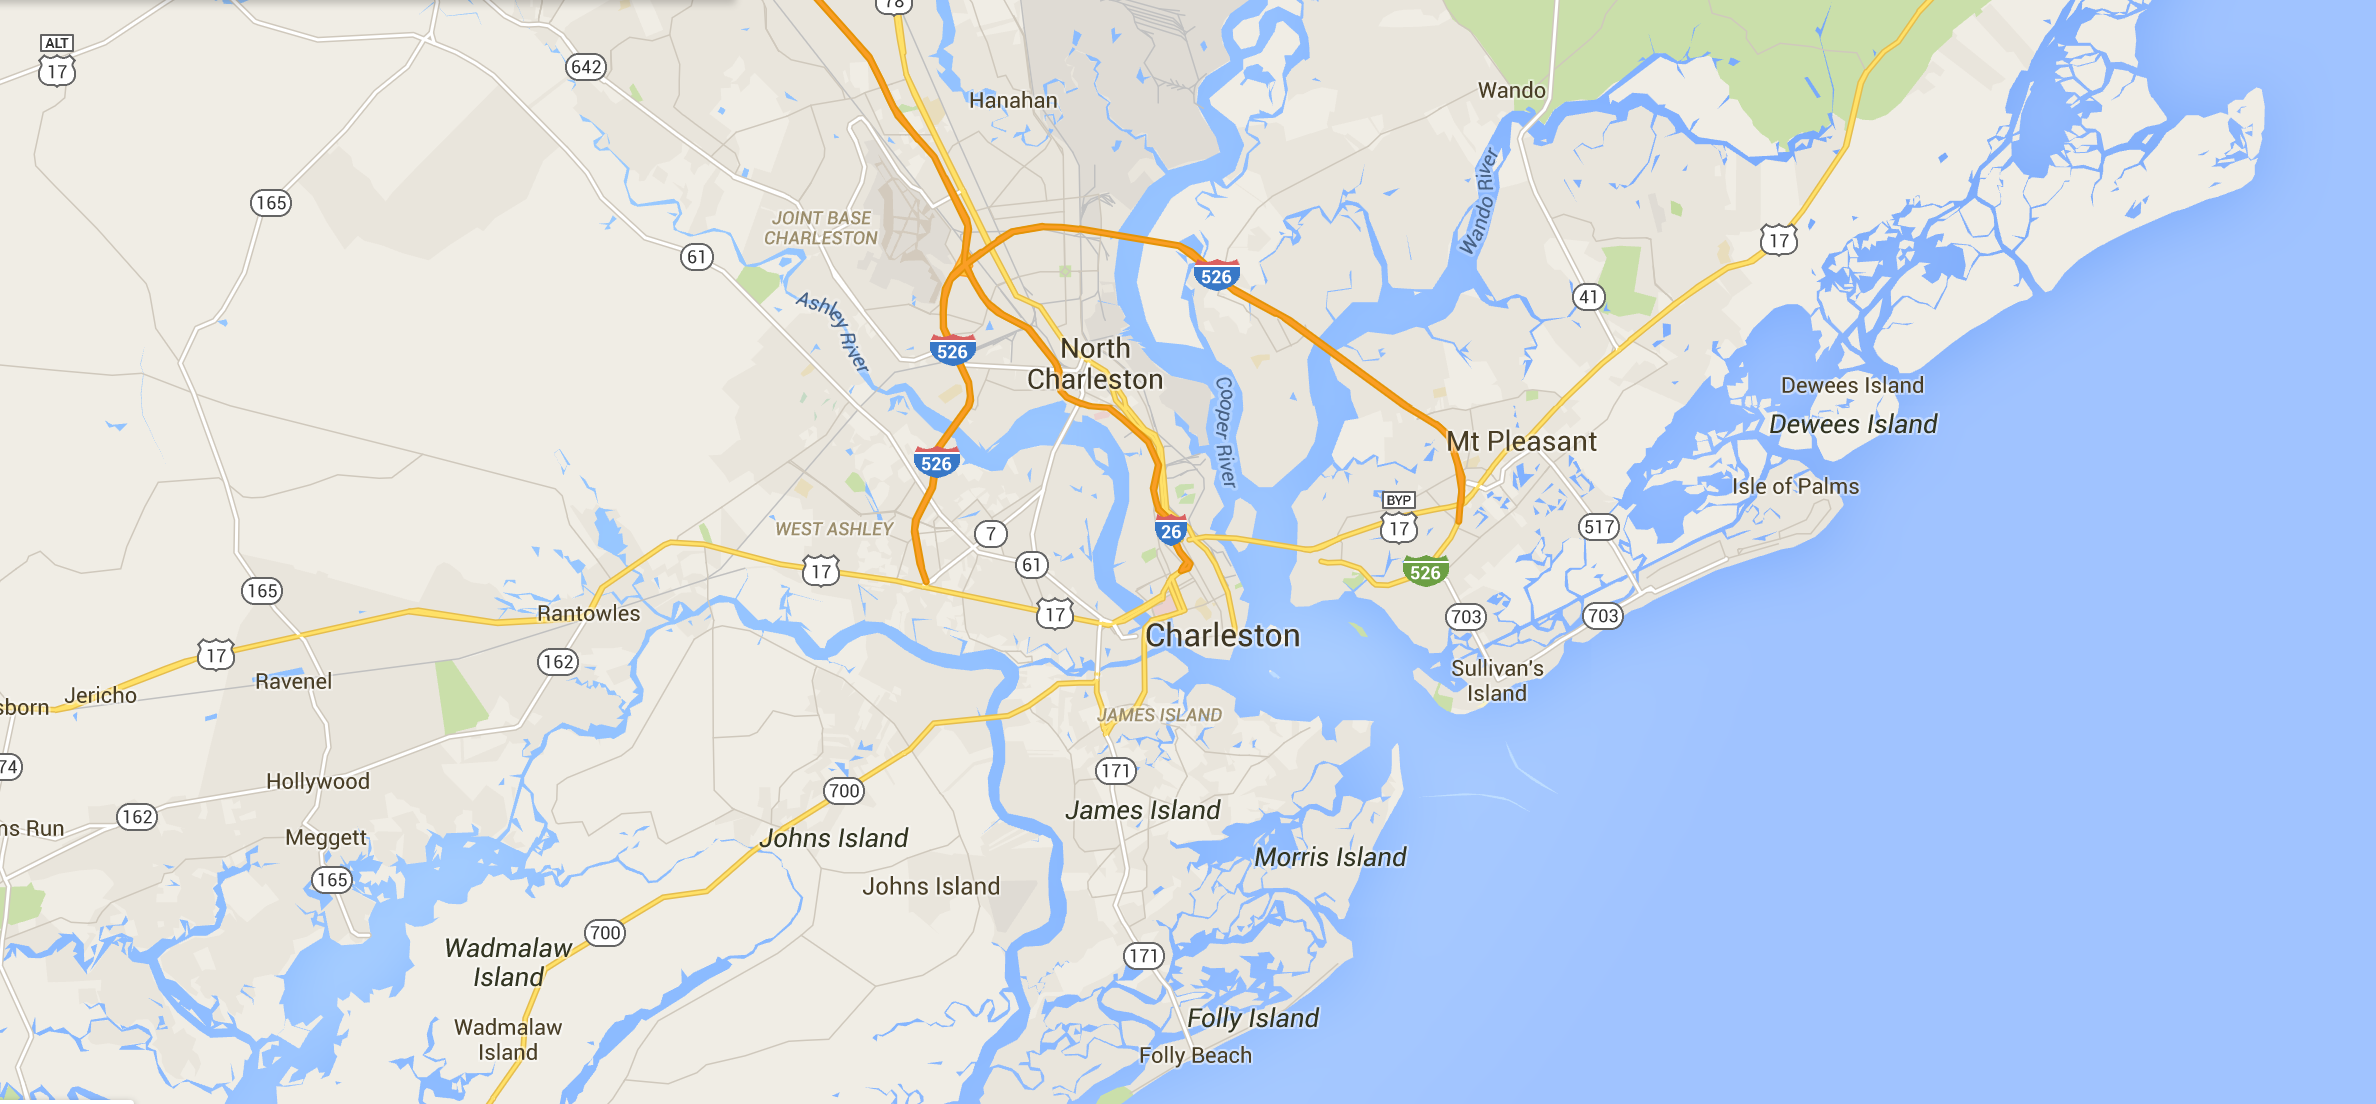 78
ALT
17
642
Hanahan
Wando
165
JOINT BASE
CHARLESTON
Wando River
61
17
526
41
Ashley River
526
North
Charleston
Cooper River
Dewees Island
Dewees Island
Mt Pleasant
526
Isle of Palms
BYP
17
517
WEST ASHLEY
7
26
61
17
526
165
Rantowles
17
703
703
Charleston
17
162
Sullivan's
Island
Ravenel
Jericho
sborn
JAMES ISLAND
74
171
Hollywood
700
162
James Island
ns Run
Meggett
Johns Island
Morris Island
165
Johns Island
700
Wadmalaw
Island
171
Folly Island
Wadmalaw
Island
Folly Beach